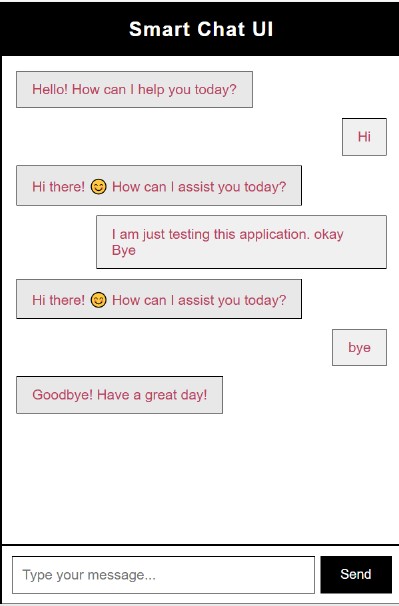 Smart Chat UI
Hello! How can I help you today?
Hi
Hi there! 😊 How can I assist you today?
I am just testing this application. okay
Bye
Hi there! 😊 How can I assist you today?
bye
Goodbye! Have a great day!
Type your message...
Send